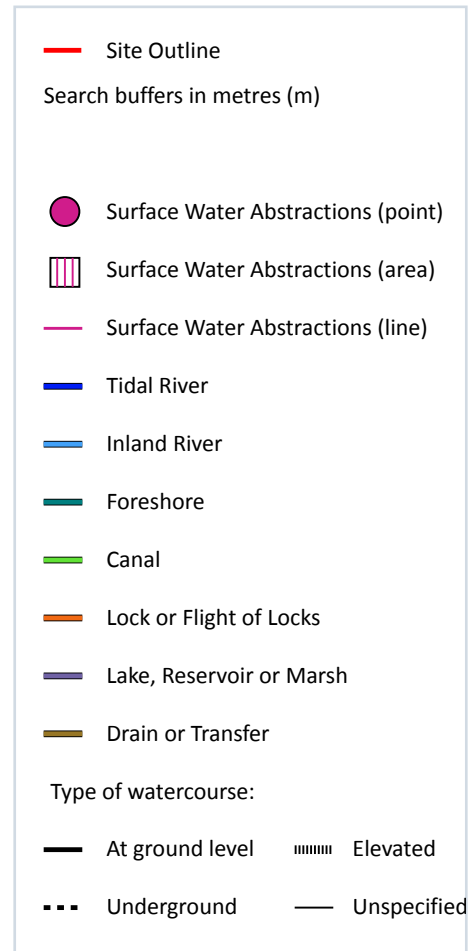 Site Outline
Search buffers in metres (m)
Surface Water Abstractions (point)
Surface Water Abstractions (area)
Surface Water Abstractions (line)
Tidal River
Inland River
Foreshore
Canal
Lock or Flight of Locks
Lake, Reservoir or Marsh
Drain or Transfer
Type of watercourse:
At ground level Elevated
Underground Unspecified